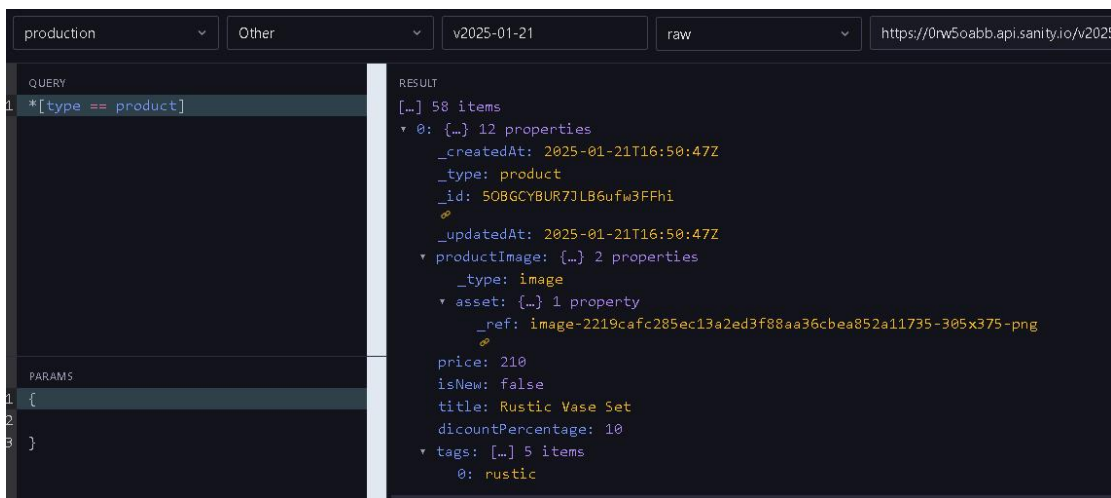 production
Other
v2025-01-21
raw
https://0rw5oabb.api.sanity.io/v2025
QUERY
1 *[type == product]
PARAMS
1 {
2
3 }
RESULT
[…] 58 items
▾ 0: {…} 12 properties
_createdAt: 2025-01-21T16:50:47Z
_type: product
_id: 5OBGCYBUR7JLB6ufw3FFhi
_updatedAt: 2025-01-21T16:50:47Z
▾ productImage: {…} 2 properties
_type: image
▾ asset: {…} 1 property
_ref: image-2219cafc285ec13a2ed3f88aa36cbea852a11735-305x375-png
price: 210
isNew: false
title: Rustic Vase Set
dicountPercentage: 10
▾ tags: […] 5 items
0: rustic